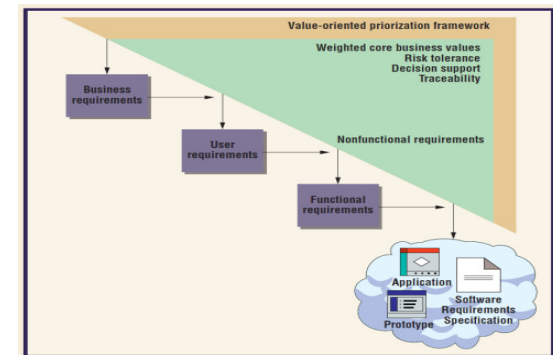 Value-oriented priorization framework
Weighted core business values
Risk tolerance
Decision support
Traceability
Business
requirements
User
requirements
Nonfunctional requirements
Functional
requirements
Application
Prototype
Software
Requirements
Specification